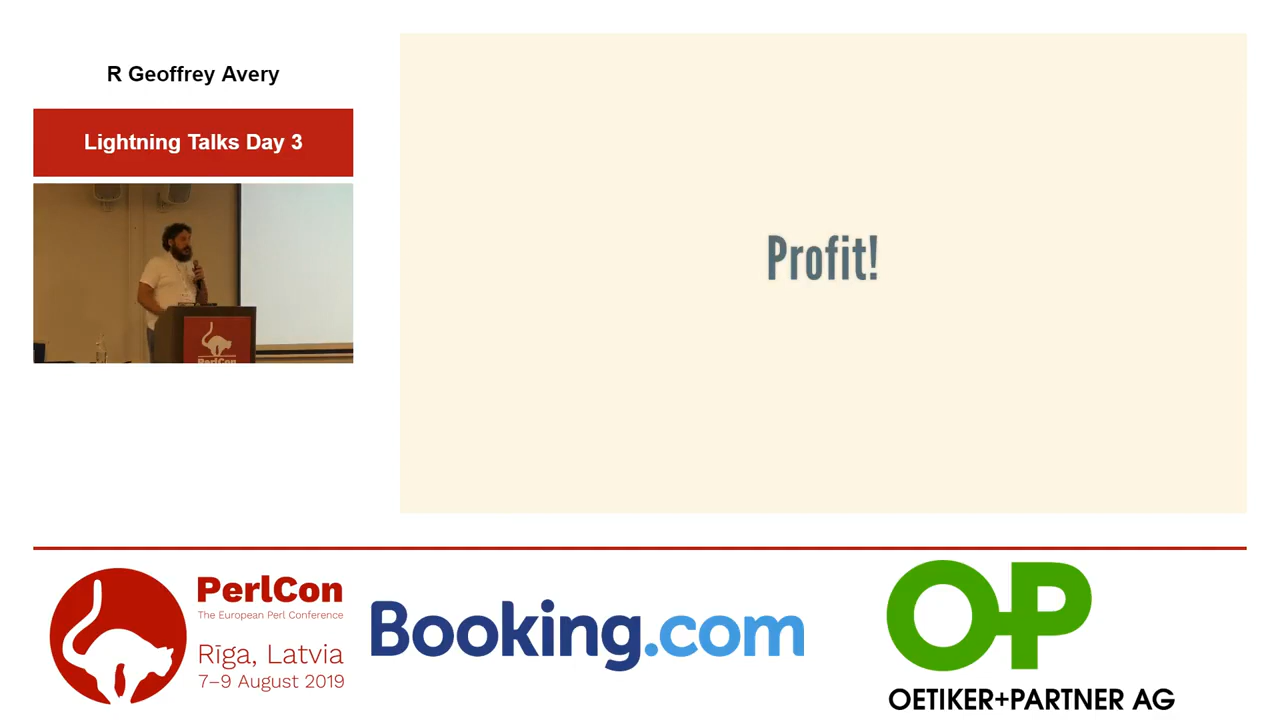 R Geoffrey Avery
Lightning Talks Day 3
PerlCon
Profit!
PerlCon
The European Perl Conference
Rīga, Latvia
7–9 August 2019
Booking.com
O+P
OETIKER+PARTNER AG